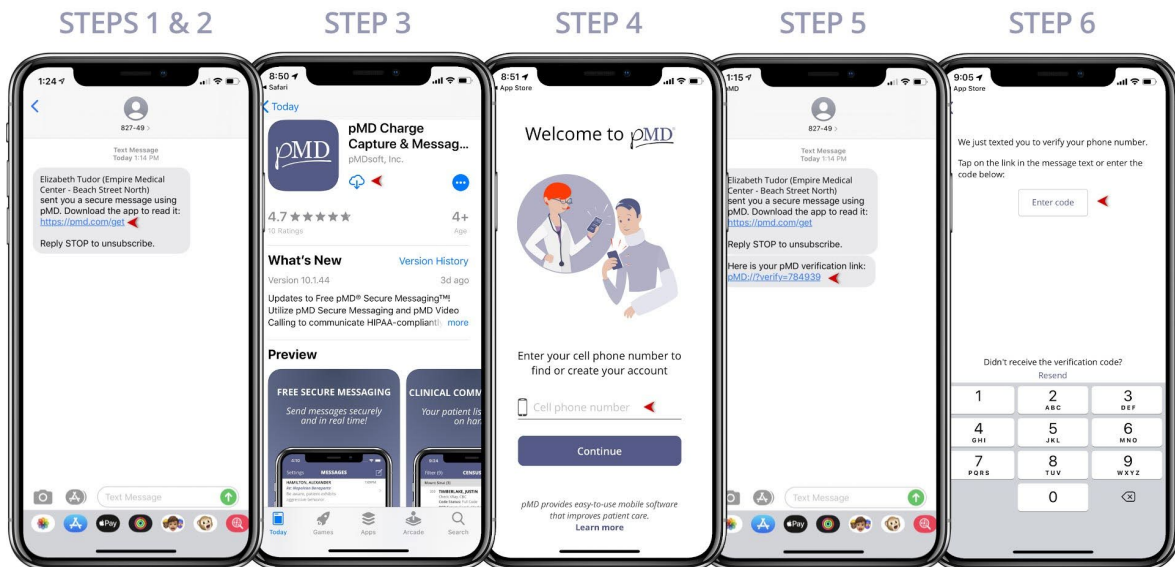 STEPS 1 & 2
1:24
827-49 >
Text Message
Today 1:14 PM
Elizabeth Tudor (Empire Medical
Center - Beach Street North)
sent you a secure message using
pMD. Download the app to read it:
https://pmd.com/get
Reply STOP to unsubscribe.
Text Message
Pay
STEP 3
8:50
Safari
Today
pMD
pMD Charge
Capture & Messag...
pMDsoft, Inc.
4.7 ★★★★★
4+
10 Ratings
Age
What's New
Version History
Version 10.1.44
3d ago
Updates to Free pMD® Secure Messaging™!
Utilize pMD Secure Messaging and pMD Video
Calling to communicate HIPAA-compliantly more
Preview
FREE SECURE MESSAGING
Send messages securely
and in real time!
Settings MESSAGES
HAMILTON, ALEXANDER
CLINICAL COMM
Your patient lis
on han
CENSUS
TIMBERLAKE, JUSTIN
Today
Games
Apps
Arcade
Search
STEP 4
8:51
App Store
Welcome to pMD®
Enter your cell phone number to
find or create your account
Cell phone number
Continue
pMD provides easy-to-use mobile software
that improves patient care.
Learn more
STEP 5
1:15
pMD
827-49 >
Text Message
Today 1:14 PM
Elizabeth Tudor (Empire Medical
Center - Beach Street North)
sent you a secure message using
pMD. Download the app to read it:
https://pmd.com/get
Reply STOP to unsubscribe.
Here is your pMD verification link:
pMD://?verify=784939
Text Message
Pay
STEP 6
9:05
App Store
We just texted you to verify your phone number.
Tap on the link in the message text or enter the
code below:
Enter code
Didn't receive the verification code?
Resend
1 2 3
ABC DEF
4 5 6
GHI JKL MNO
7 8 9
PQRS TUV WXYZ
0